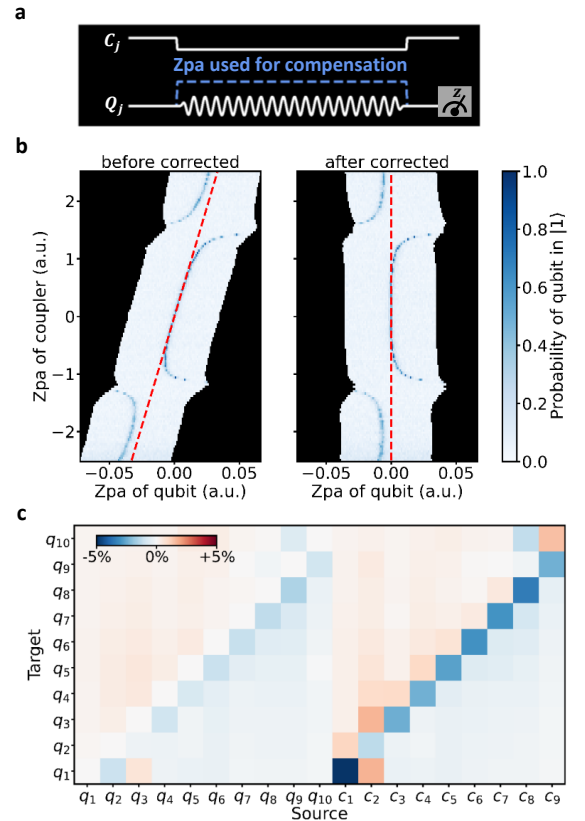 a
C_j
Zpa used for compensation
Q_j
z
b
before corrected
after corrected
Zpa of coupler (a.u.)
2
1
0
−1
−2
−0.05
0.00
0.05
−0.05
0.00
0.05
Zpa of qubit (a.u.)
Zpa of qubit (a.u.)
1.0
0.8
0.6
0.4
0.2
0.0
Probability of qubit in |1⟩
c
-5%
0%
+5%
Target
q₁₀
q₉
q₈
q₇
q₆
q₅
q₄
q₃
q₂
q₁
q₁ q₂ q₃ q₄ q₅ q₆ q₇ q₈ q₉ q₁₀ c₁ c₂ c₃ c₄ c₅ c₆ c₇ c₈ c₉
Source